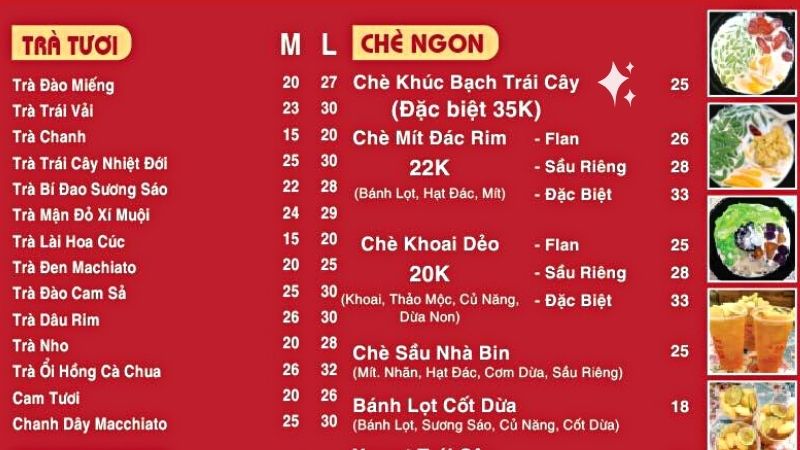 TRÀ TƯƠI M L
Trà Đào Miếng 20 27
Trà Trái Vải 23 30
Trà Chanh 15 20
Trà Trái Cây Nhiệt Đới 25 30
Trà Bí Đao Sương Sáo 22 28
Trà Mận Đỏ Xí Muội 24 29
Trà Lài Hoa Cúc 15 20
Trà Đen Machiato 20 25
Trà Đào Cam Sả 25 30
Trà Dâu Rim 26 30
Trà Nho 20 28
Trà Ổi Hồng Cà Chua 26 32
Cam Tươi 20 26
Chanh Dây Macchiato 25 30
CHÈ NGON
Chè Khúc Bạch Trái Cây 25
(Đặc biệt 35K)
Chè Mít Đác Rim - Flan 26
22K - Sầu Riêng 28
(Bánh Lọt, Hạt Đác, Mít) - Đặc Biệt 33
Chè Khoai Dẻo - Flan 25
20K - Sầu Riêng 28
(Khoai, Thảo Mộc, Củ Năng, - Đặc Biệt 33
Dừa Non)
Chè Sầu Nhà Bin 25
(Mít. Nhãn, Hạt Đác, Cơm Dừa, Sầu Riêng)
Bánh Lọt Cốt Dừa 18
(Bánh Lọt, Sương Sáo, Củ Năng, Cốt Dừa)